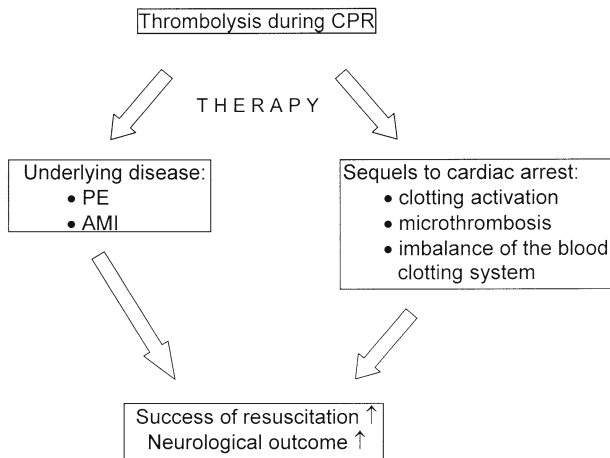 Thrombolysis during CPR
T H E R A P Y
Underlying disease:
• PE
• AMI
Sequels to cardiac arrest:
• clotting activation
• microthrombosis
• imbalance of the blood
clotting system
Success of resuscitation ↑
Neurological outcome ↑